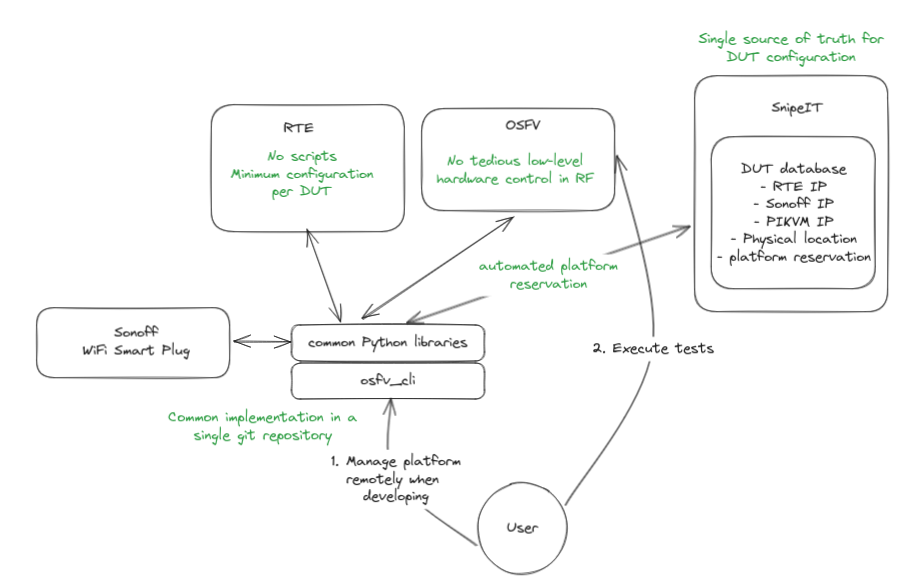 Single source of truth for
DUT configuration
SnipeIT
DUT database
- RTE IP
- Sonoff IP
- PIKVM IP
- Physical location
- platform reservation
RTE
No scripts
Minimum configuration
per DUT
OSFV
No tedious low-level
hardware control in RF
automated platform
reservation
Sonoff
WiFi Smart Plug
common Python libraries
osfv_cli
Common implementation in a
single git repository
2. Execute tests
1. Manage platform
remotely when
developing
User